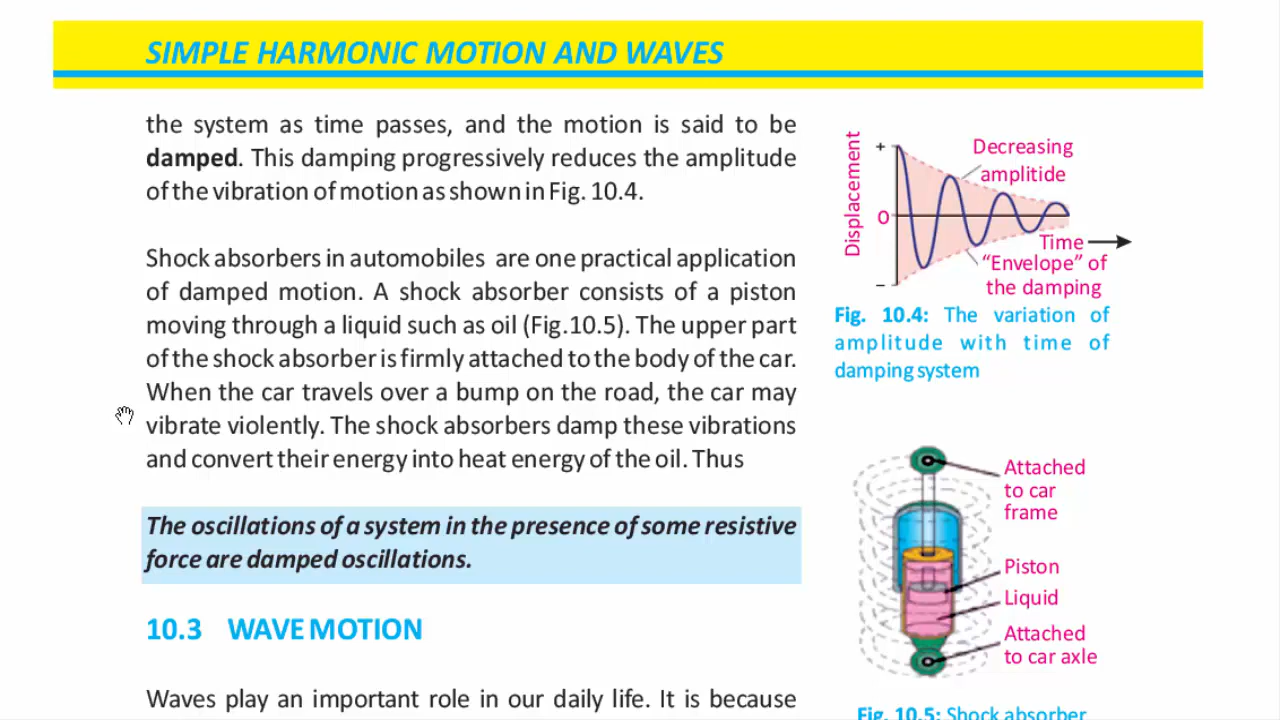 SIMPLE HARMONIC MOTION AND WAVES
the system as time passes, and the motion is said to be
damped. This damping progressively reduces the amplitude
of the vibration of motion as shown in Fig. 10.4.
Shock absorbers in automobiles are one practical application
of damped motion. A shock absorber consists of a piston
moving through a liquid such as oil (Fig.10.5). The upper part
of the shock absorber is firmly attached to the body of the car.
When the car travels over a bump on the road, the car may
vibrate violently. The shock absorbers damp these vibrations
and convert their energy into heat energy of the oil. Thus
The oscillations of a system in the presence of some resistive
force are damped oscillations.
10.3 WAVE MOTION
Waves play an important role in our daily life. It is because
Displacement
+
O
−
Decreasing
amplitide
Time
“Envelope” of
the damping
Fig. 10.4: The variation of
amplitude with time of
damping system
Attached
to car
frame
Piston
Liquid
Attached
to car axle
Fig. 10.5: Shock absorber